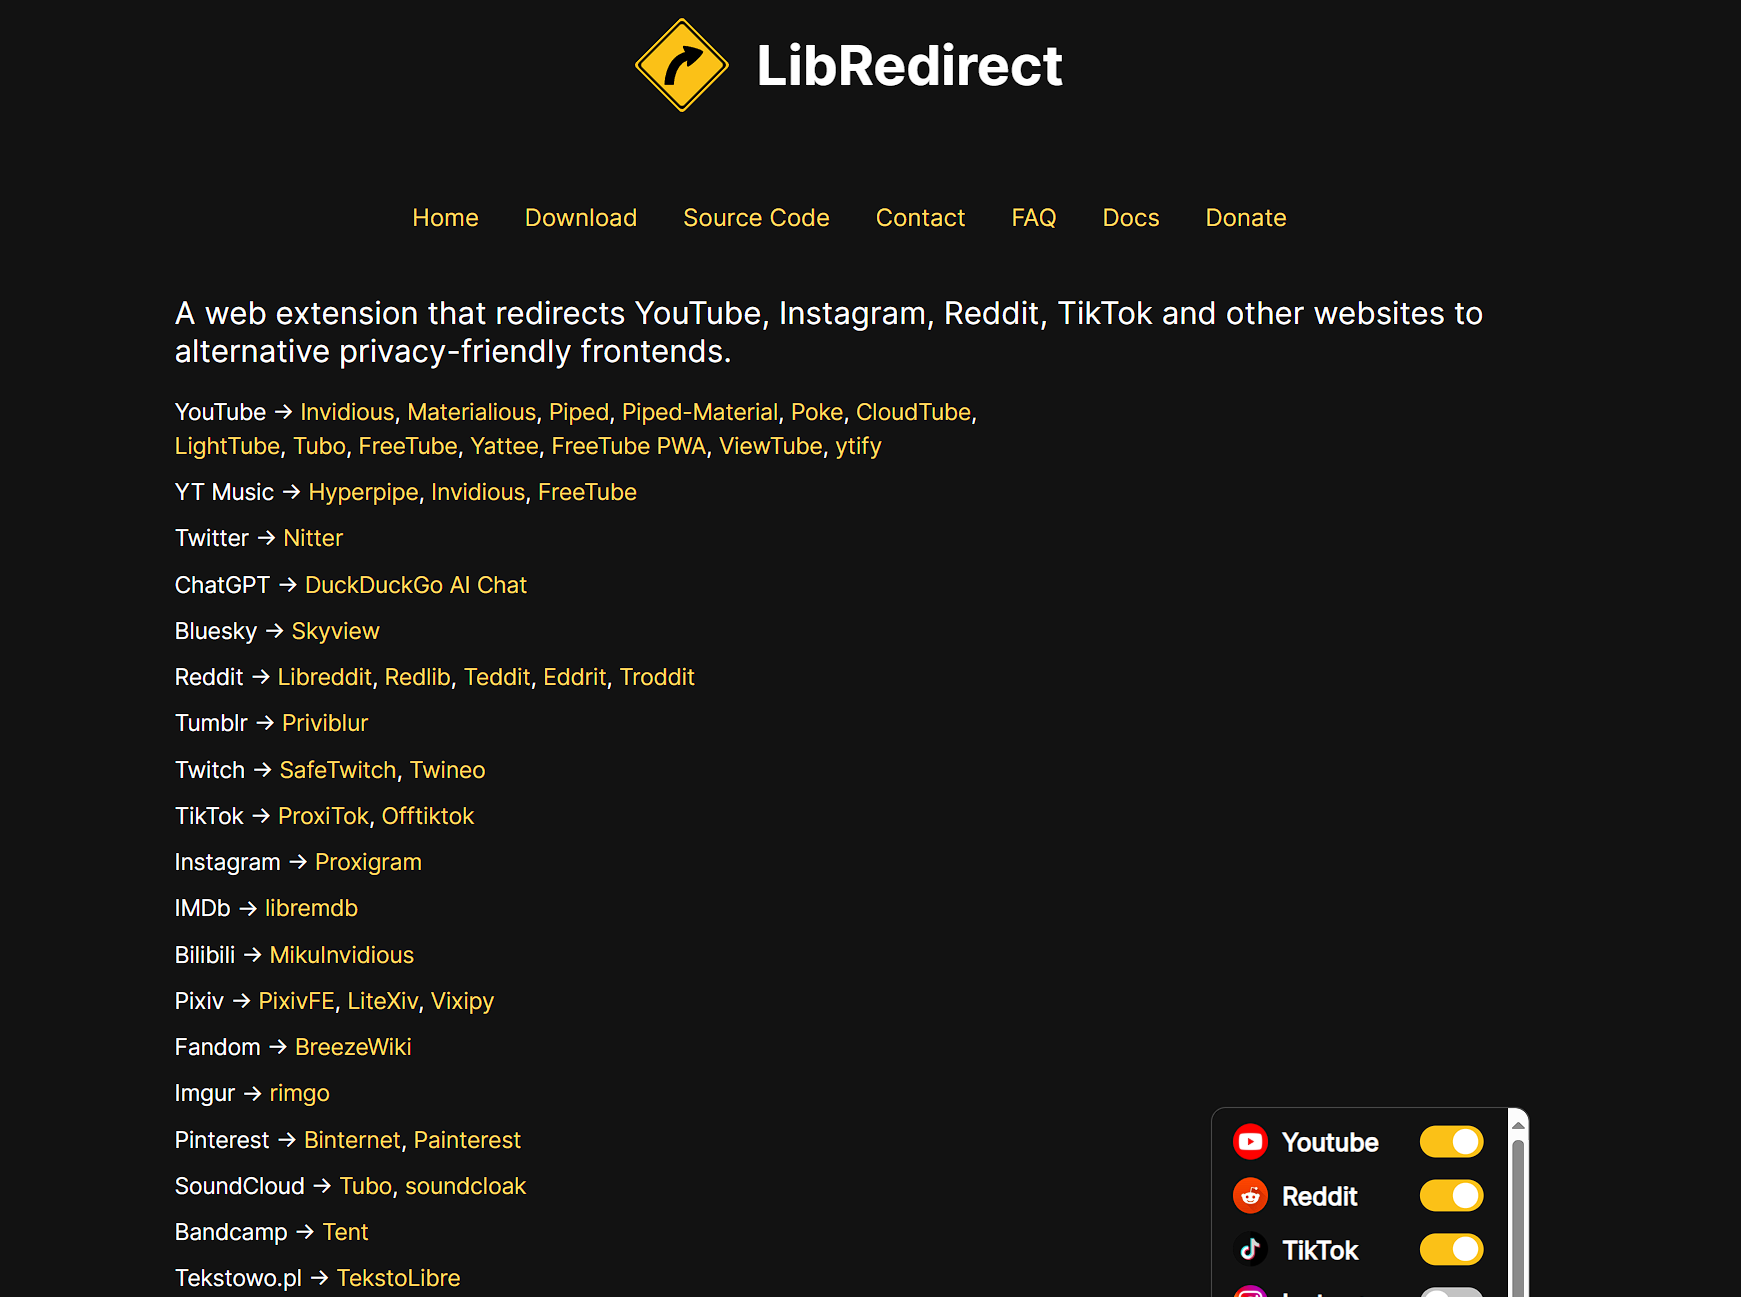 LibRedirect
Home Download Source Code Contact FAQ Docs Donate
A web extension that redirects YouTube, Instagram, Reddit, TikTok and other websites to
alternative privacy-friendly frontends.
YouTube → Invidious, Materialious, Piped, Piped-Material, Poke, CloudTube,
LightTube, Tubo, FreeTube, Yattee, FreeTube PWA, ViewTube, ytify
YT Music → Hyperpipe, Invidious, FreeTube
Twitter → Nitter
ChatGPT → DuckDuckGo AI Chat
Bluesky → Skyview
Reddit → Libreddit, Redlib, Teddit, Eddrit, Troddit
Tumblr → Priviblur
Twitch → SafeTwitch, Twineo
TikTok → ProxiTok, Offtiktok
Instagram → Proxigram
IMDb → libremdb
Bilibili → MikuInvidious
Pixiv → PixivFE, LiteXiv, Vixipy
Fandom → BreezeWiki
Imgur → rimgo
Pinterest → Binternet, Painterest
SoundCloud → Tubo, soundcloak
Bandcamp → Tent
Tekstowo.pl → TekstoLibre
Youtube
Reddit
TikTok